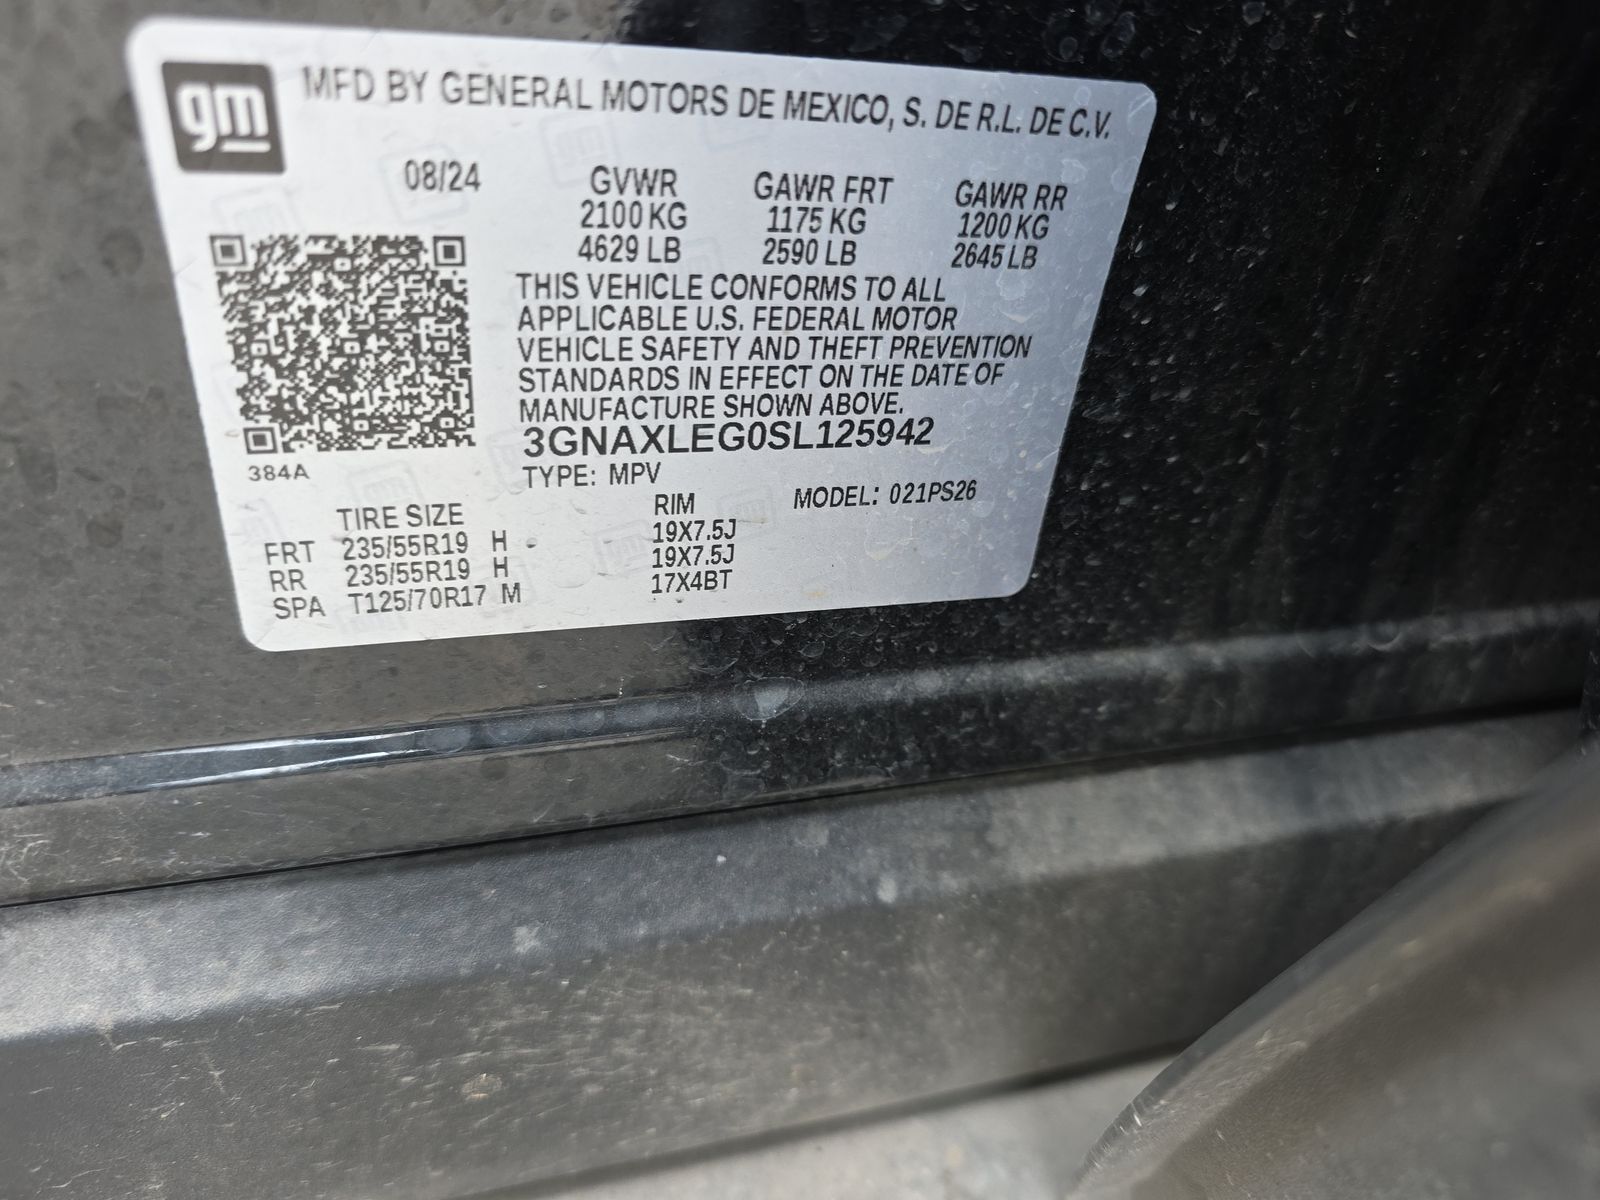 gm
MFD BY GENERAL MOTORS DE MEXICO, S. DE R.L. DE C.V.
08/24 GVWR GAWR FRT GAWR RR
2100 KG 1175 KG 1200 KG
4629 LB 2590 LB 2645 LB
THIS VEHICLE CONFORMS TO ALL
APPLICABLE U.S. FEDERAL MOTOR
VEHICLE SAFETY AND THEFT PREVENTION
STANDARDS IN EFFECT ON THE DATE OF
MANUFACTURE SHOWN ABOVE.
3GNAXLEG0SL125942
384A
TYPE: MPV MODEL: 021PS26
TIRE SIZE RIM
FRT 235/55R19 H 19X7.5J
RR 235/55R19 H 19X7.5J
SPA T125/70R17 M 17X4BT